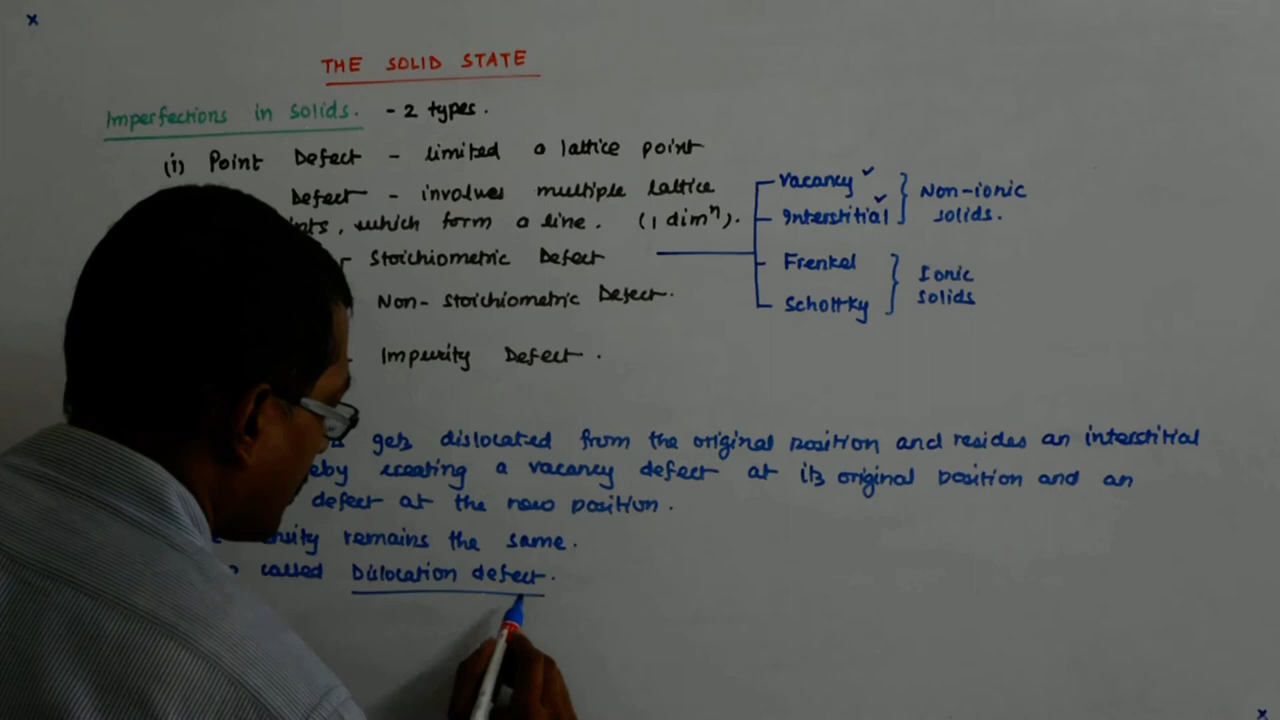 x
THE SOLID STATE
Imperfections in solids. - 2 types.
(i) Point Defect - limited a lattice point
Defect - involves multiple lattice
, which form a line. (1 dimⁿ).
Stoichiometric Defect
Non-Stoichiometric Defect.
Impurity Defect.
Vacancy ✓
Interstitial ✓
Non-ionic
solids.
Frenkel
Schottky
Ionic
solids
gets dislocated from the original position and resides an interstitial
creating a vacancy defect at its original position and an
defect at the new position.
remains the same.
called Dislocation defect.
x